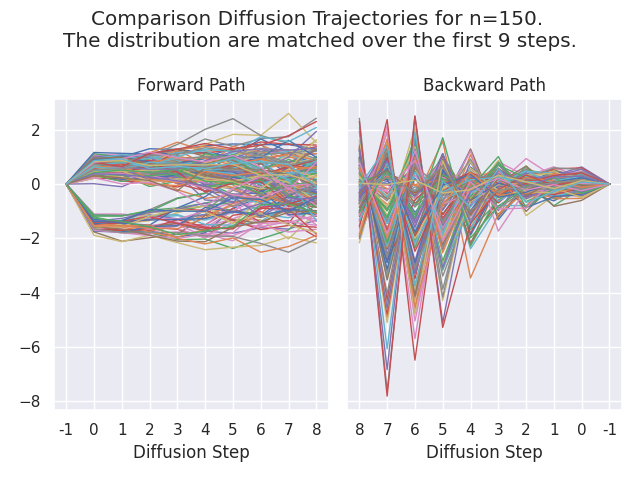 Comparison Diffusion Trajectories for n=150.
The distribution are matched over the first 9 steps.
Forward Path
Backward Path
2
0
−2
−4
−6
−8
-1 0 1 2 3 4 5 6 7 8
8 7 6 5 4 3 2 1 0 -1
Diffusion Step
Diffusion Step